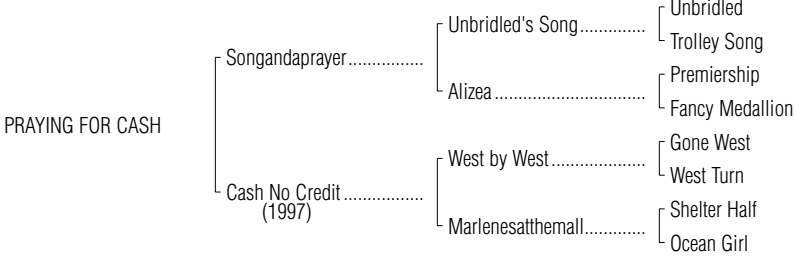 Unbridled
Unbridled's Song..............
Trolley Song
Songandaprayer................
Premiership
Alizea................................
Fancy Medallion
PRAYING FOR CASH
Gone West
West by West....................
West Turn
Cash No Credit.................
(1997)
Shelter Half
Marlenesatthemall.............
Ocean Girl